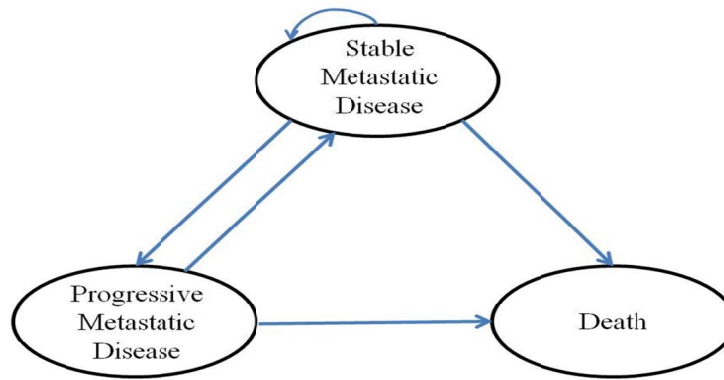 Stable
Metastatic
Disease
Progressive
Metastatic
Disease
Death